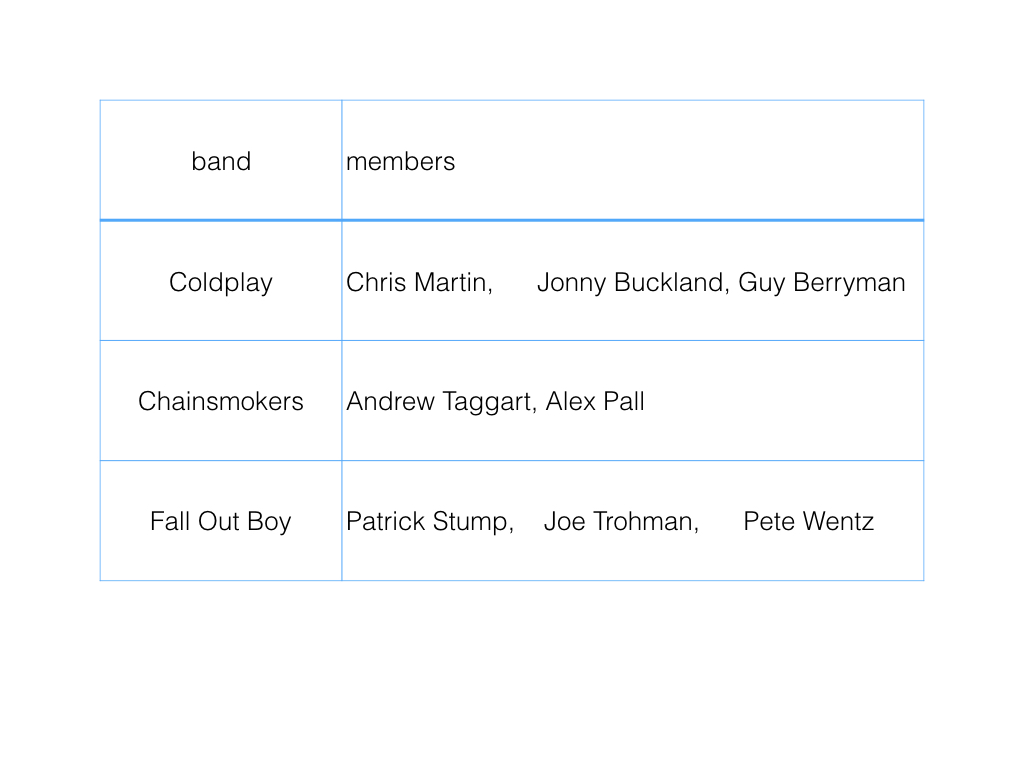 band members
Coldplay Chris Martin, Jonny Buckland, Guy Berryman
Chainsmokers Andrew Taggart, Alex Pall
Fall Out Boy Patrick Stump, Joe Trohman, Pete Wentz